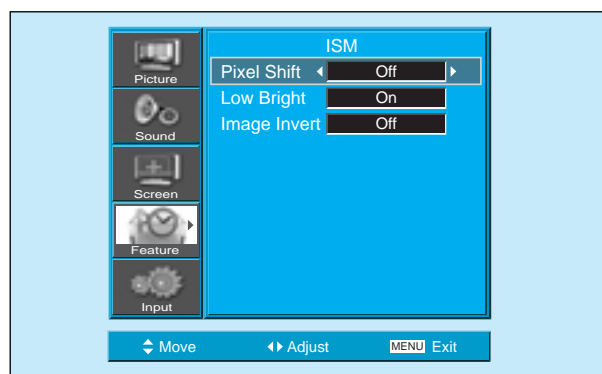 ISM
Picture
Sound
Screen
Feature
Input
Pixel Shift Off
Low Bright On
Image Invert Off
Move Adjust MENU Exit